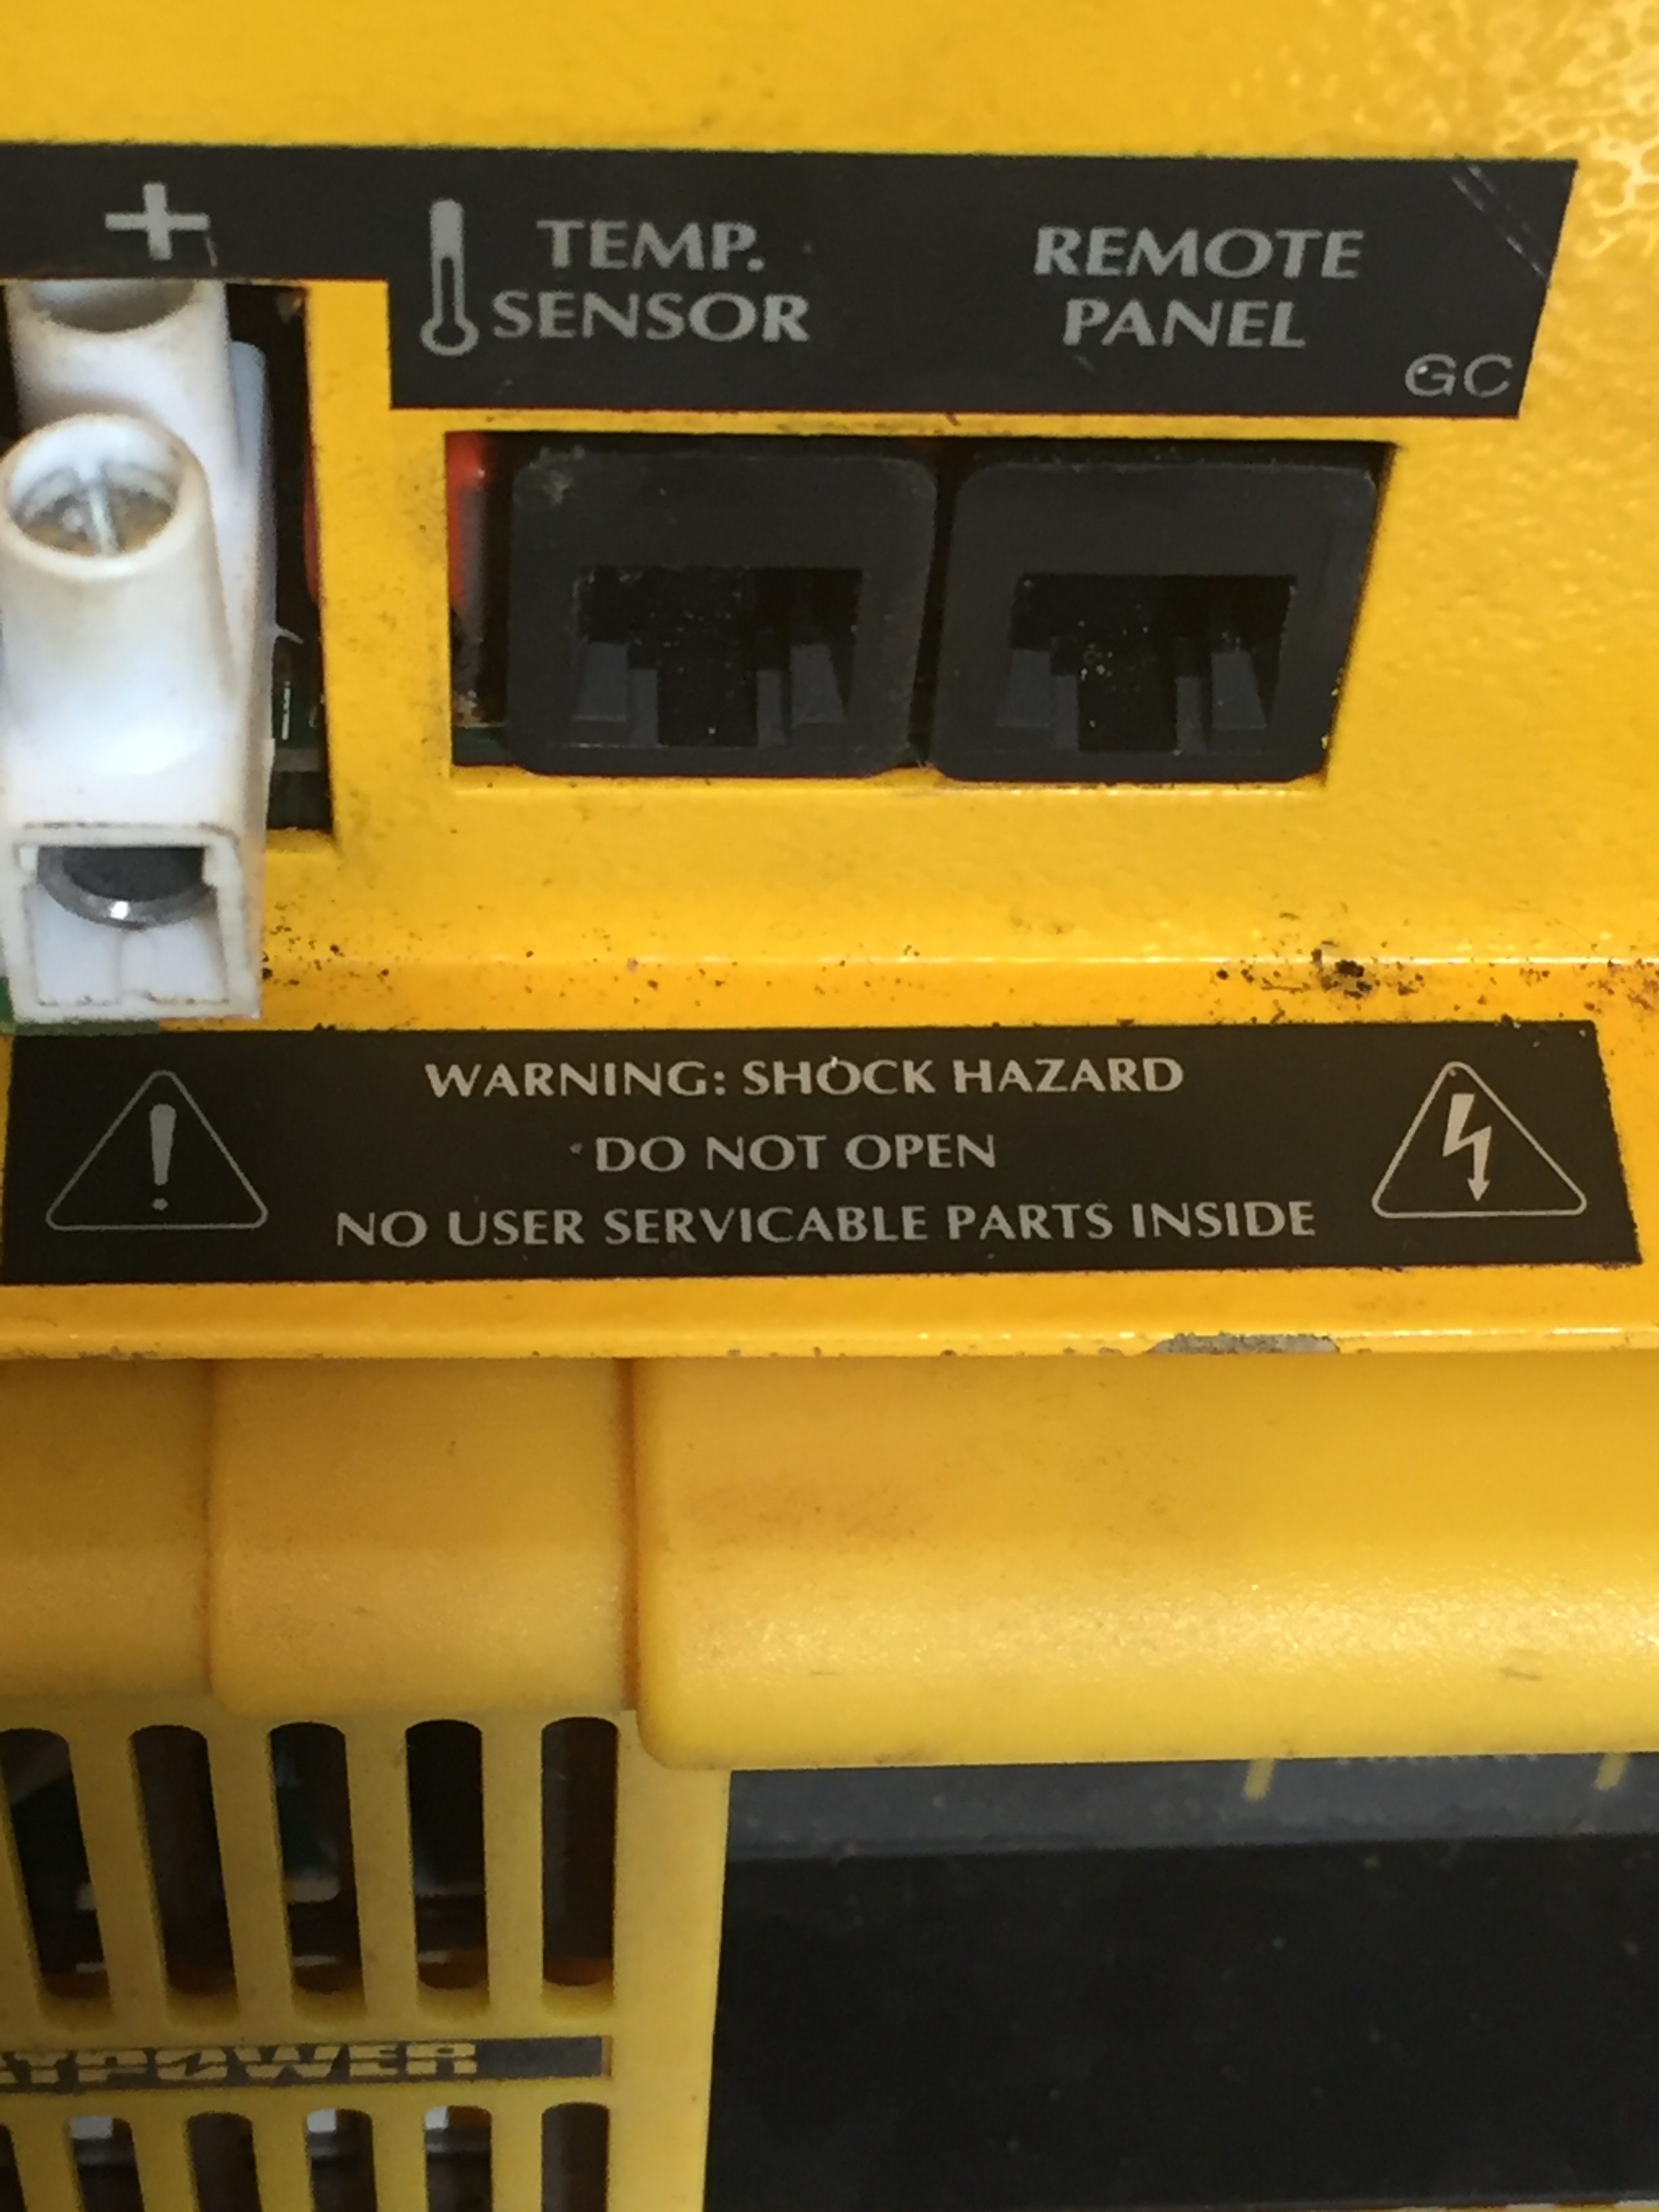 +
TEMP.
SENSOR
REMOTE
PANEL
GC
WARNING: SHOCK HAZARD
DO NOT OPEN
NO USER SERVICABLE PARTS INSIDE